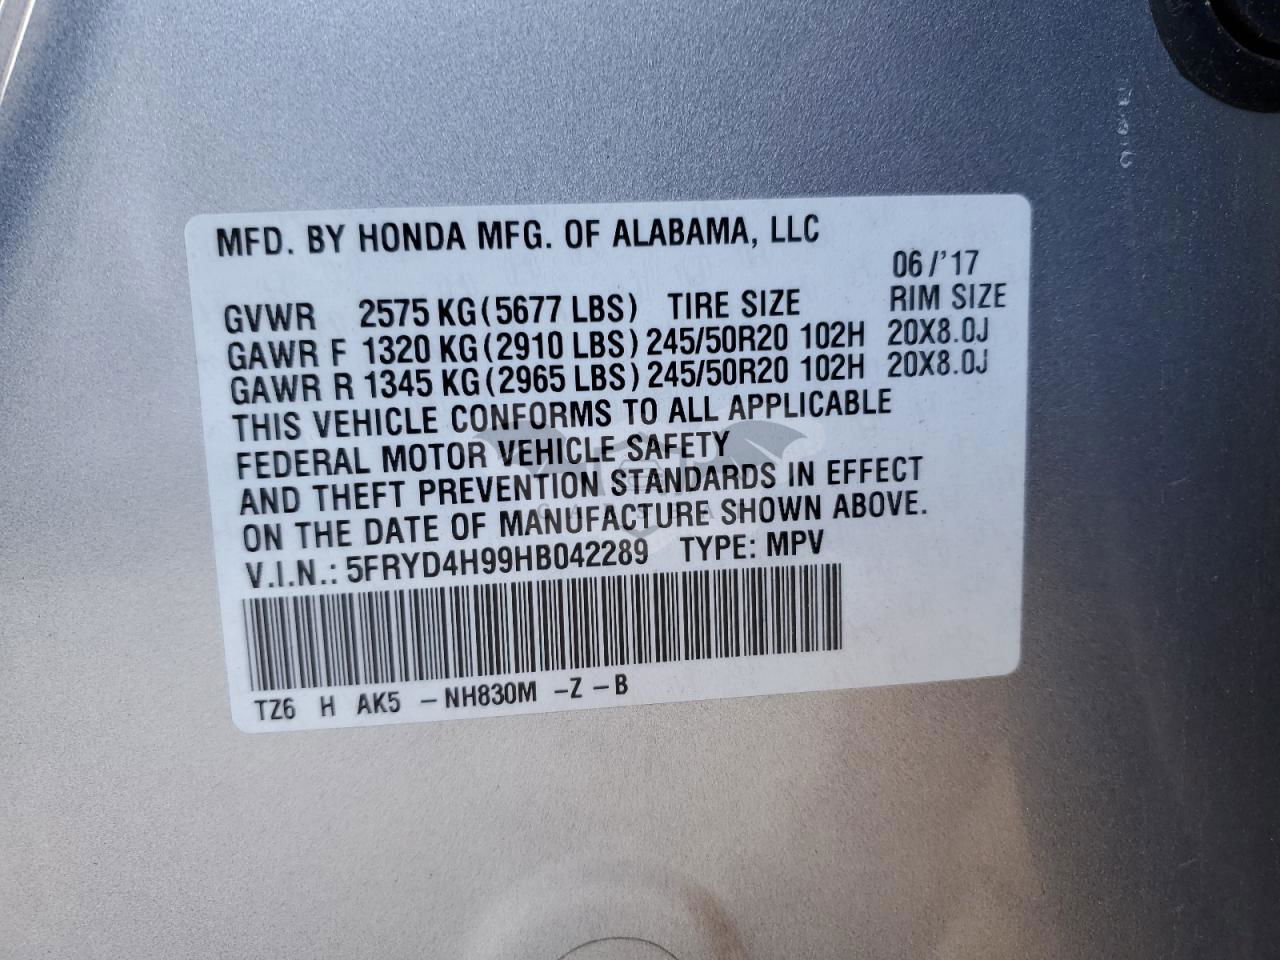 MFD. BY HONDA MFG. OF ALABAMA, LLC
06/'17
GVWR 2575 KG(5677 LBS) TIRE SIZE RIM SIZE
GAWR F 1320 KG(2910 LBS) 245/50R20 102H 20X8.0J
GAWR R 1345 KG(2965 LBS) 245/50R20 102H 20X8.0J
THIS VEHICLE CONFORMS TO ALL APPLICABLE
FEDERAL MOTOR VEHICLE SAFETY
AND THEFT PREVENTION STANDARDS IN EFFECT
ON THE DATE OF MANUFACTURE SHOWN ABOVE.
V.I.N.: 5FRYD4H99HB042289 TYPE: MPV
TZ6 H AK5 -NH830M -Z -B